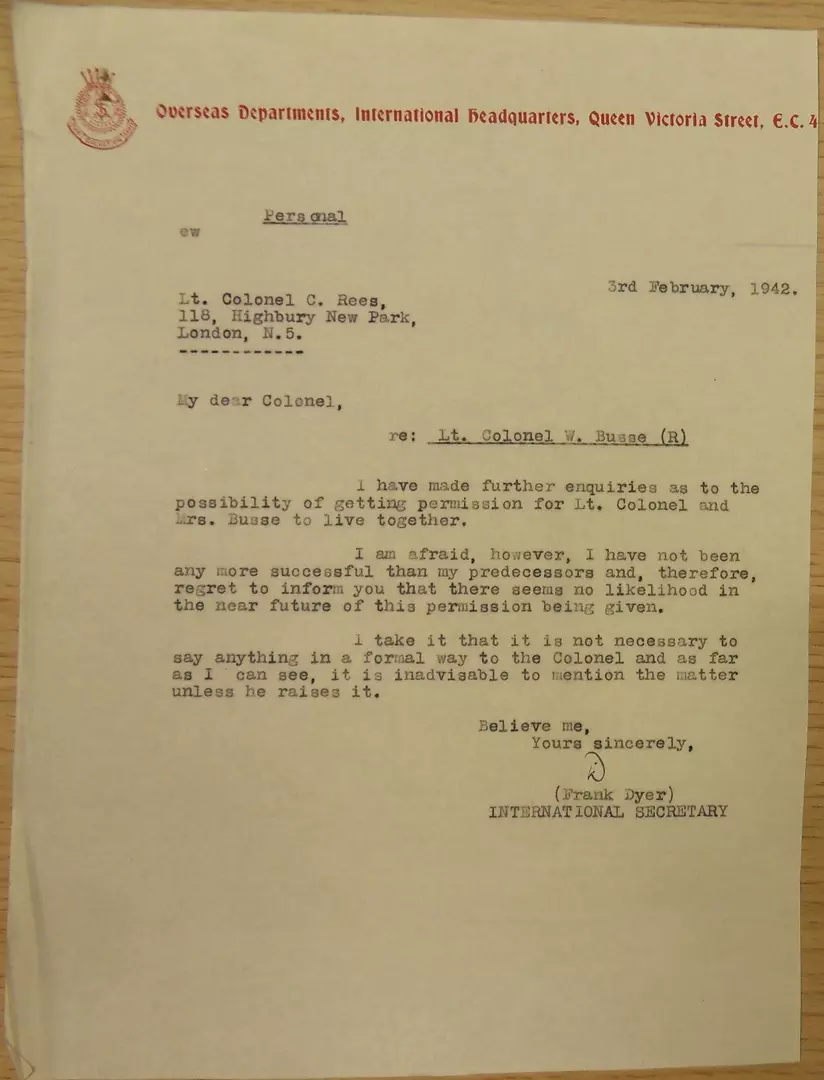 Overseas Departments, International Headquarters, Queen Victoria Street, E.C.4
Personal
ew
3rd February, 1942.
Lt. Colonel C. Rees,
118, Highbury New Park,
London, N.5.
My dear Colonel,
re: Lt. Colonel W. Busse (R)
I have made further enquiries as to the
possibility of getting permission for Lt. Colonel and
Mrs. Busse to live together.
I am afraid, however, I have not been
any more successful than my predecessors and, therefore,
regret to inform you that there seems no likelihood in
the near future of this permission being given.
I take it that it is not necessary to
say anything in a formal way to the Colonel and as far
as I can see, it is inadvisable to mention the matter
unless he raises it.
Believe me,
Yours sincerely,
(Frank Dyer)
INTERNATIONAL SECRETARY